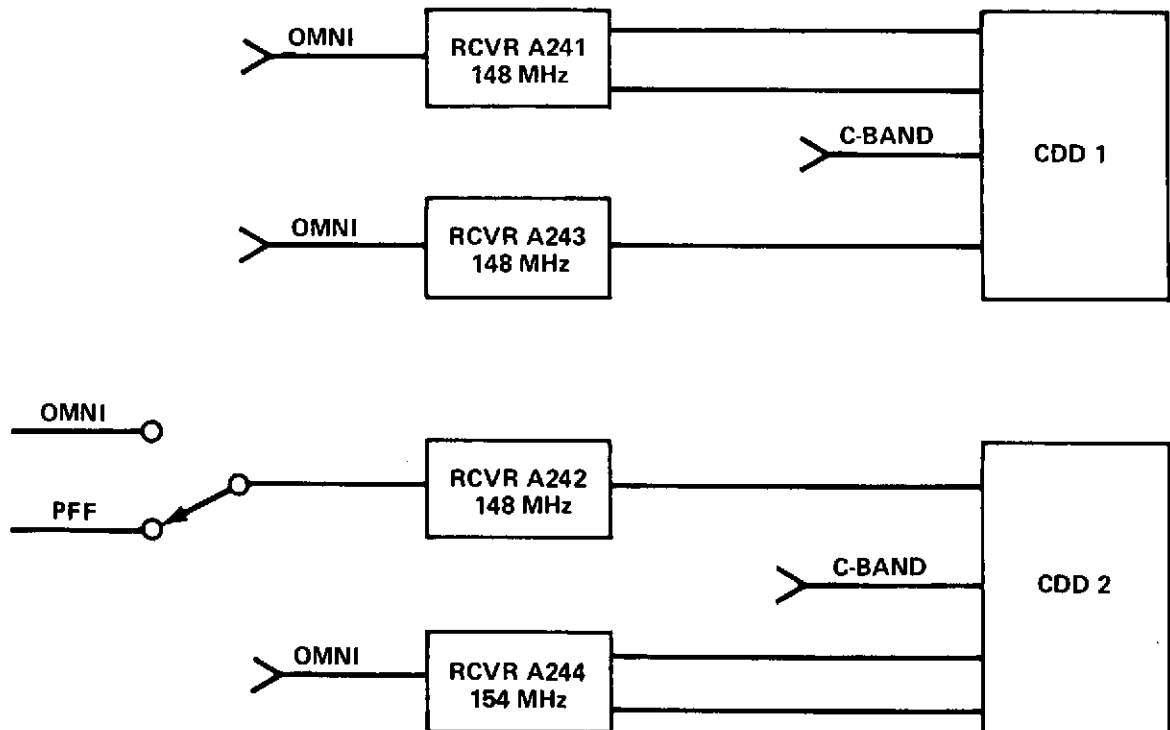 OMNI
RCVR A241
148 MHz
C-BAND
CDD 1
OMNI
RCVR A243
148 MHz
OMNI
PFF
RCVR A242
148 MHz
C-BAND
CDD 2
OMNI
RCVR A244
154 MHz